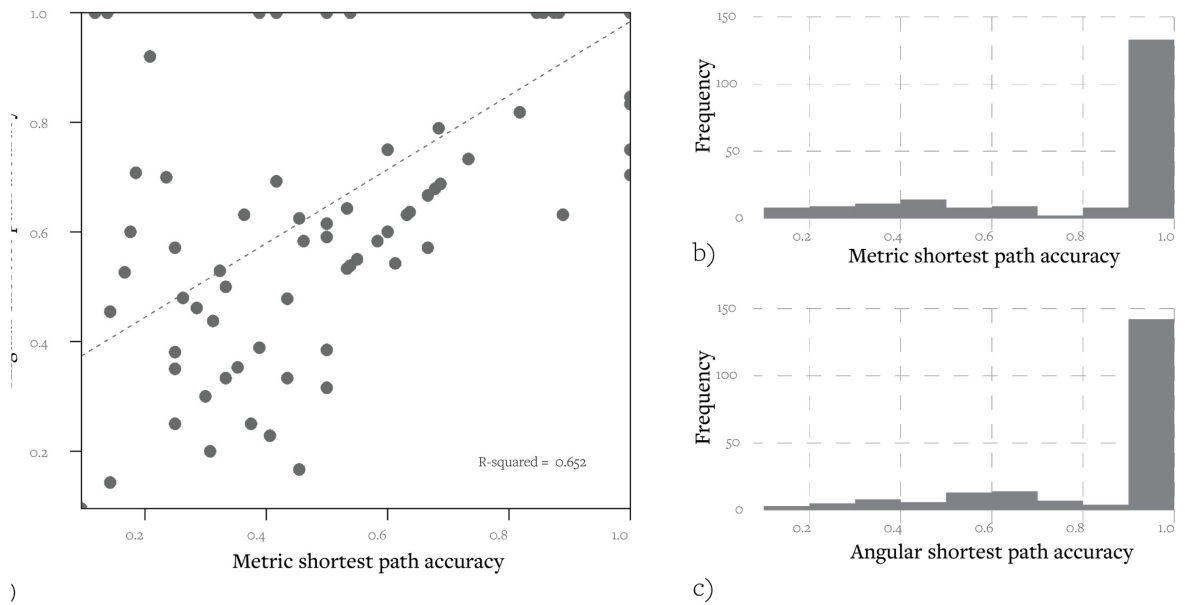 1.0
0.8
0.6
0.4
0.2
R-squared = 0.652
0.2 0.4 0.6 0.8 1.0
Metric shortest path accuracy
)
150
100
50
0
Frequency
0.2 0.4 0.6 0.8 1.0
Metric shortest path accuracy
b)
150
100
50
0
Frequency
0.2 0.4 0.6 0.8 1.0
Angular shortest path accuracy
c)